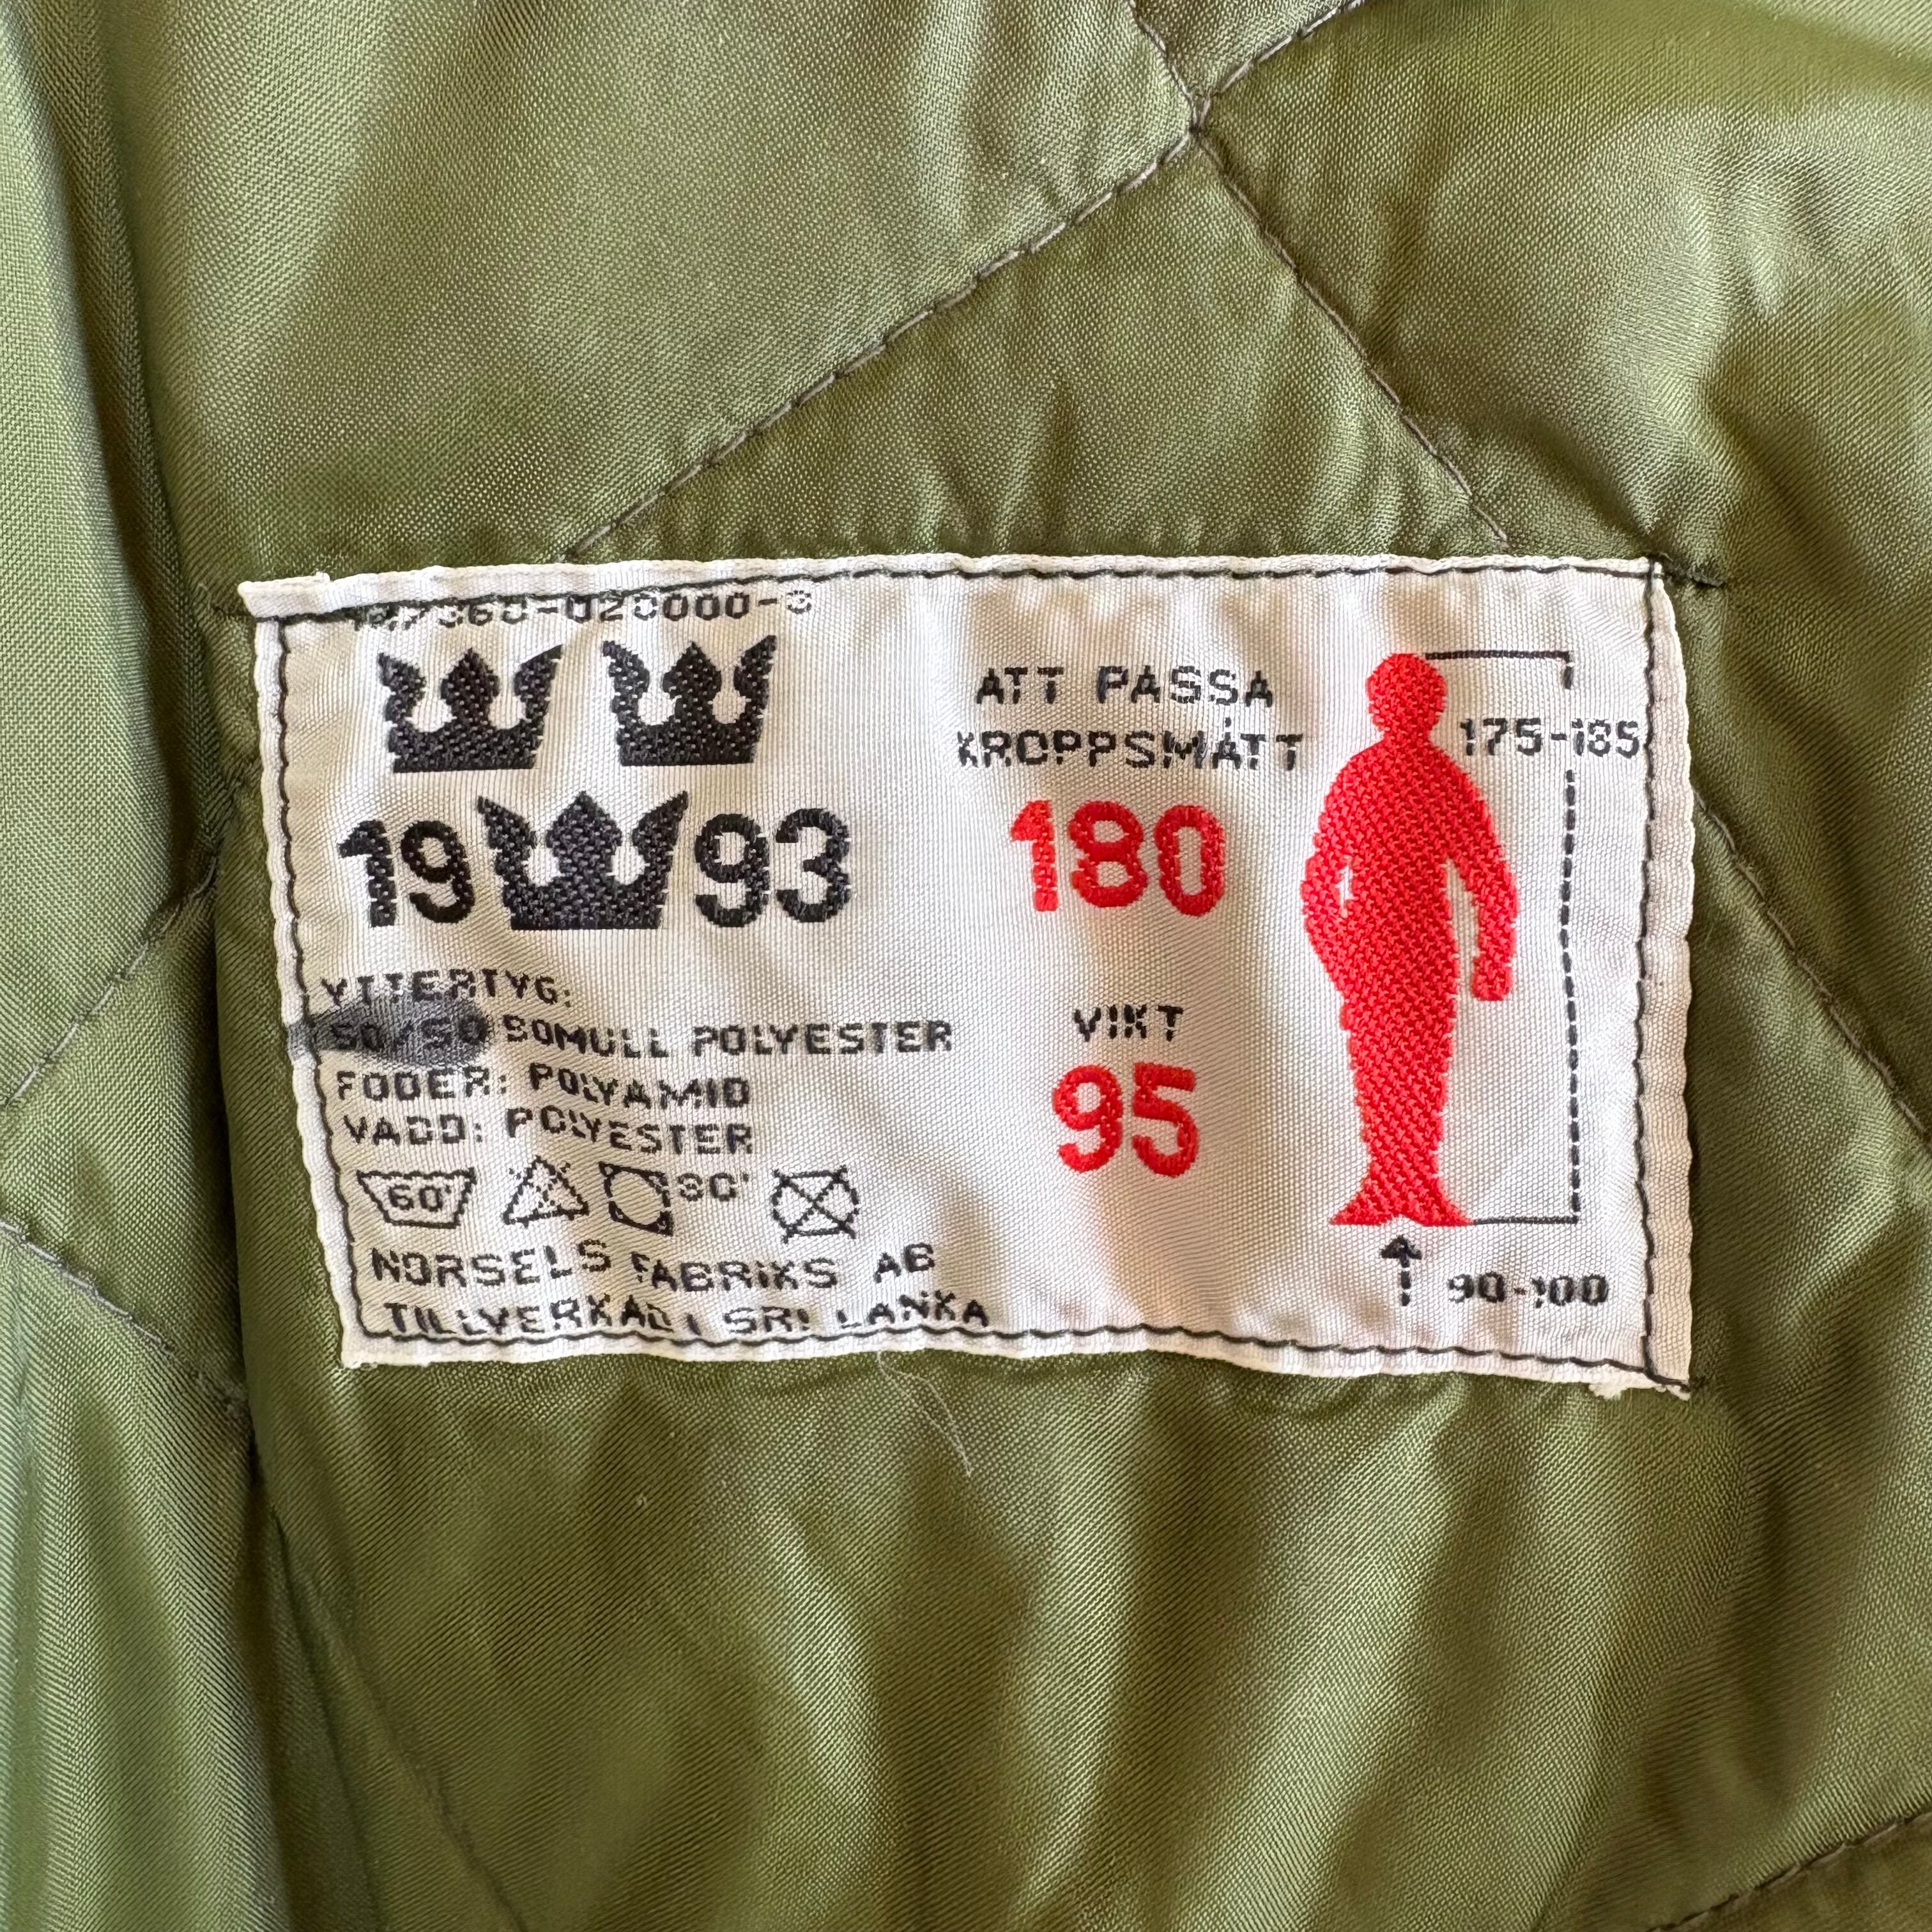 19 93
YTTERTYG:
50/50 BOMULL POLYESTER
FODER: POLYAMID
VADD: POLYESTER
60° 30'
NORSELS FABRIKS AB
TILLVERKAD I SRI LANKA
ATT PASSA
KROPPSMÅTT
180
VIKT
95
175-185
90-100